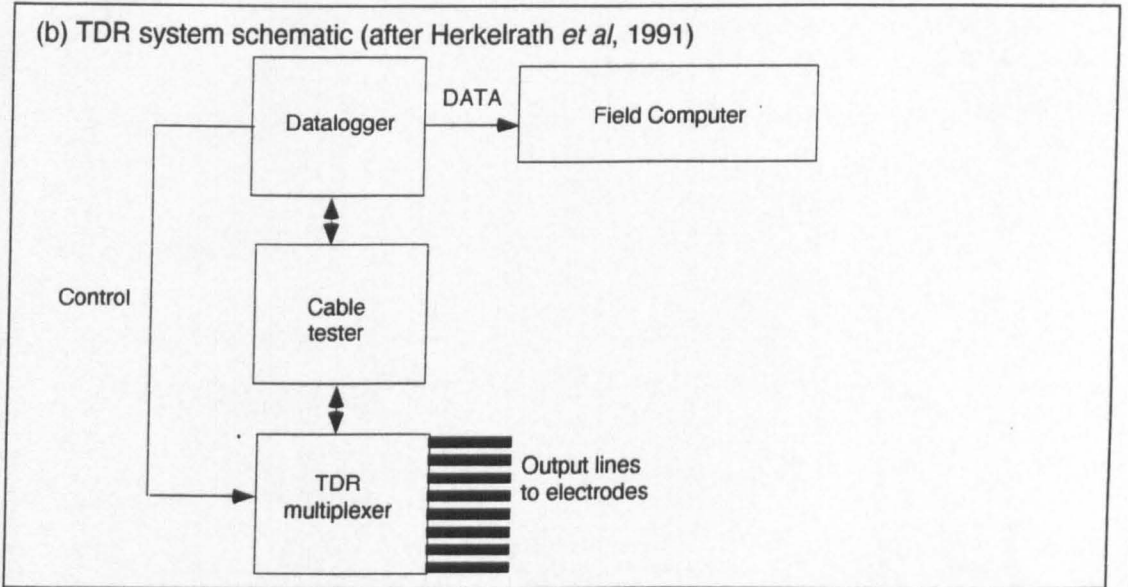 (b) TDR system schematic (after Herkelrath et al, 1991)
Datalogger
DATA
Field Computer
Control
Cable
tester
TDR
multiplexer
Output lines
to electrodes